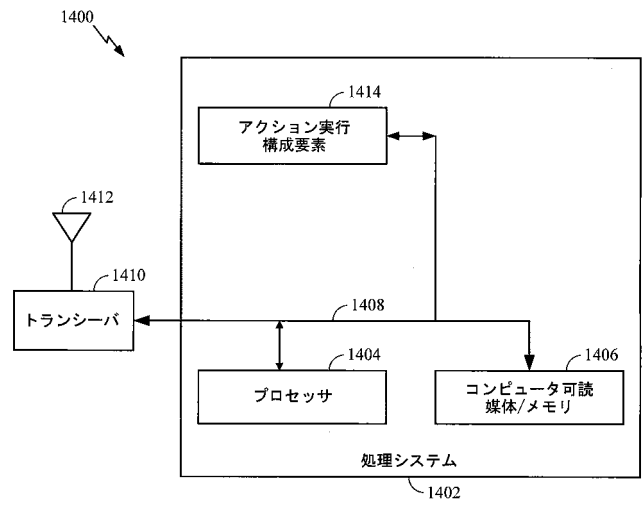 1400
1414
アクション実行
構成要素
1412
1410
トランシーバ
1408
1404
プロセッサ
1406
コンピュータ可読
媒体/メモリ
処理システム
1402